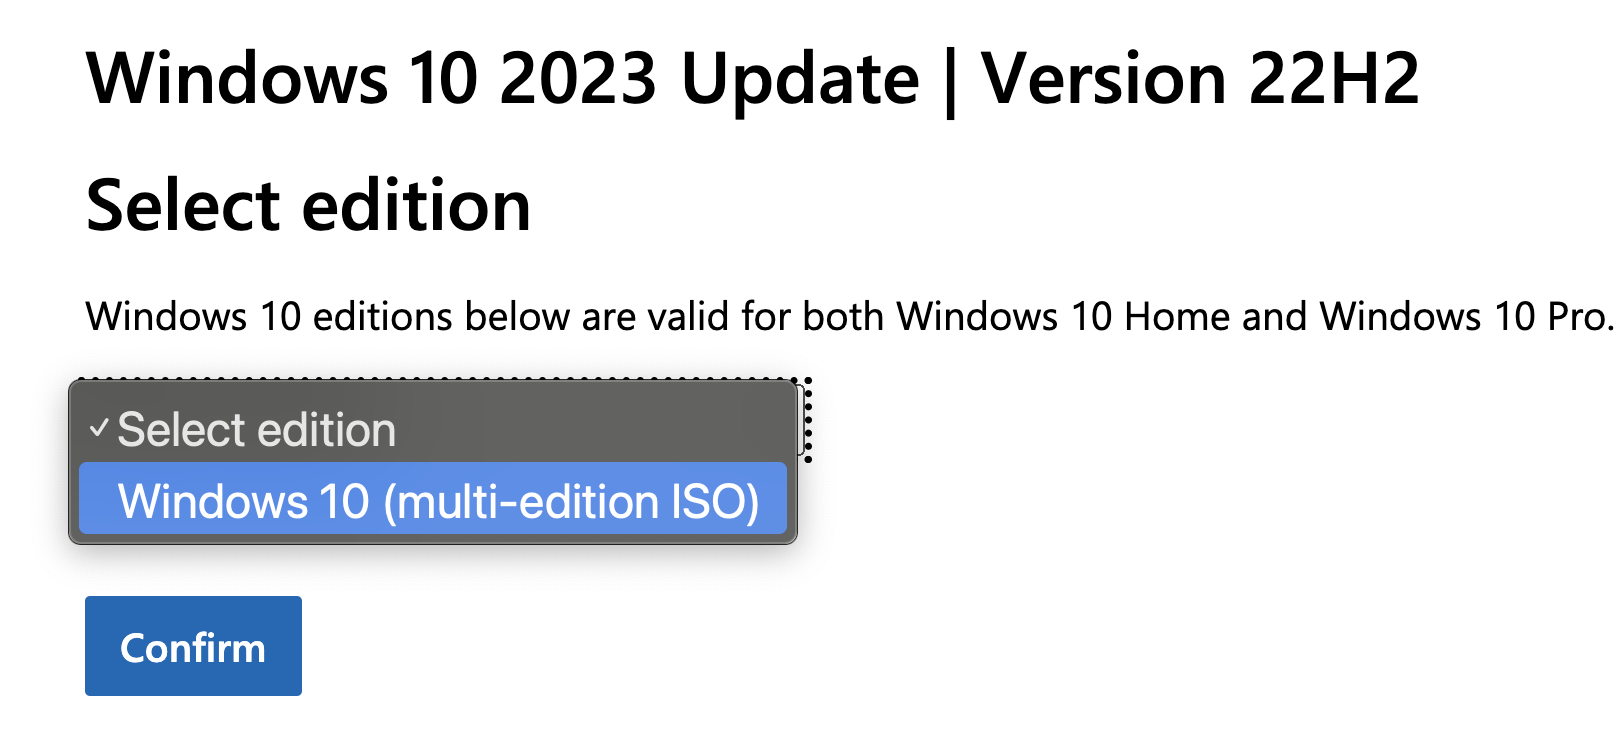 Windows 10 2023 Update | Version 22H2
Select edition
Windows 10 editions below are valid for both Windows 10 Home and Windows 10 Pro.
✓ Select edition
Windows 10 (multi-edition ISO)
Confirm